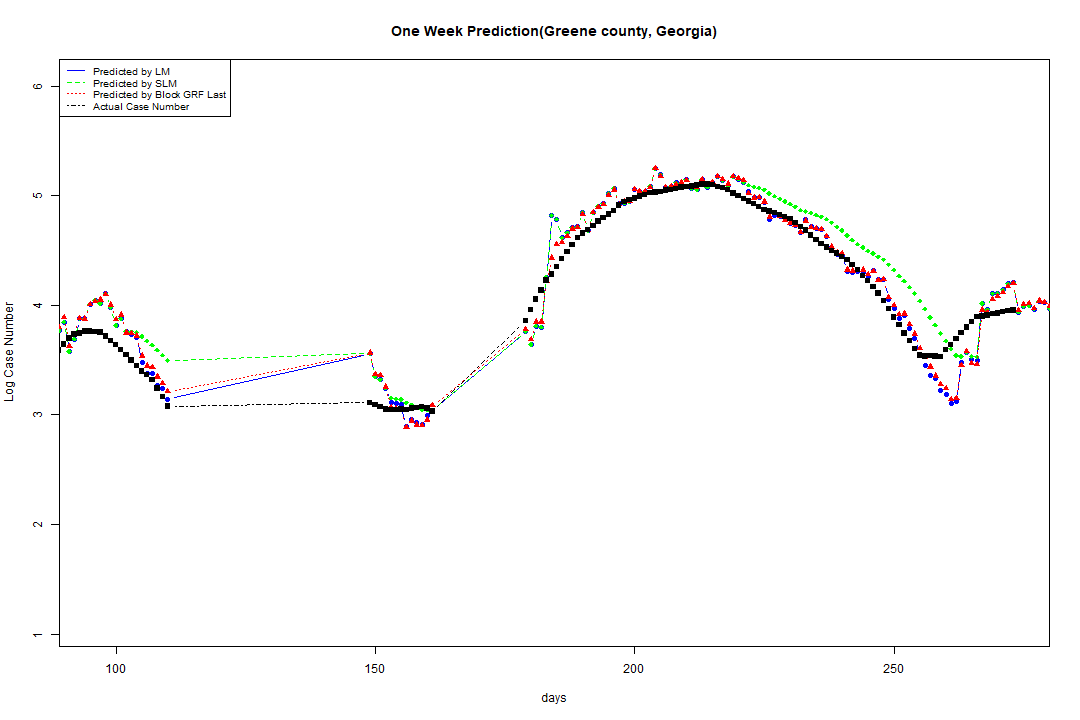 One Week Prediction(Greene county, Georgia)
Predicted by LM
Predicted by SLM
Predicted by Block GRF Last
Actual Case Number
Log Case Number
6
5
4
3
2
1
100 150 200 250
days